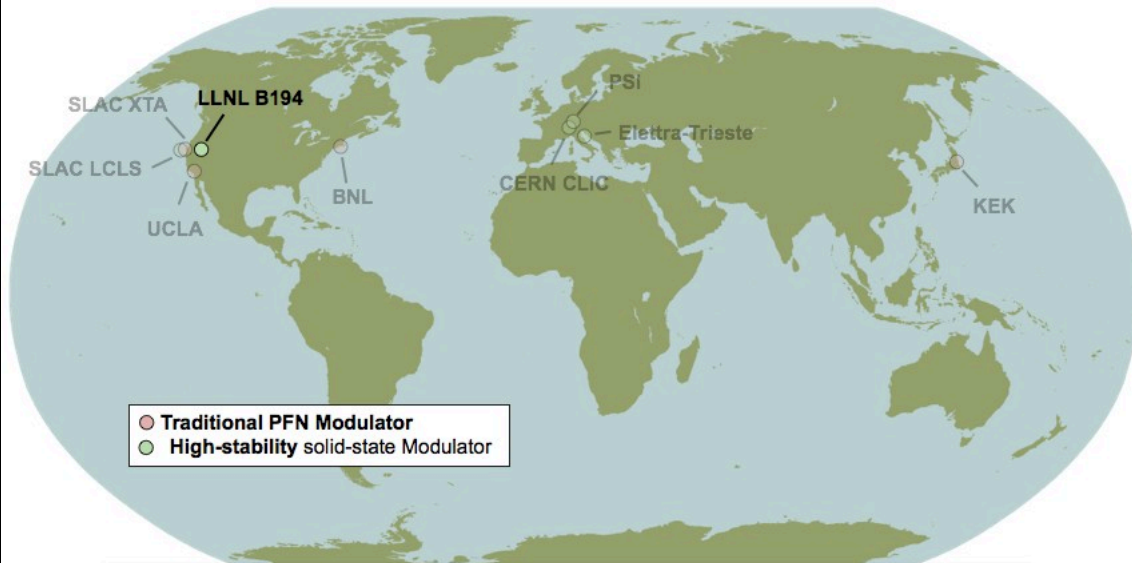 PSi
SLAC XTA
LLNL B194
Elettra-Trieste
SLAC LCLS
CERN CLIC
BNL
KEK
UCLA
Traditional PFN Modulator
High-stability solid-state Modulator